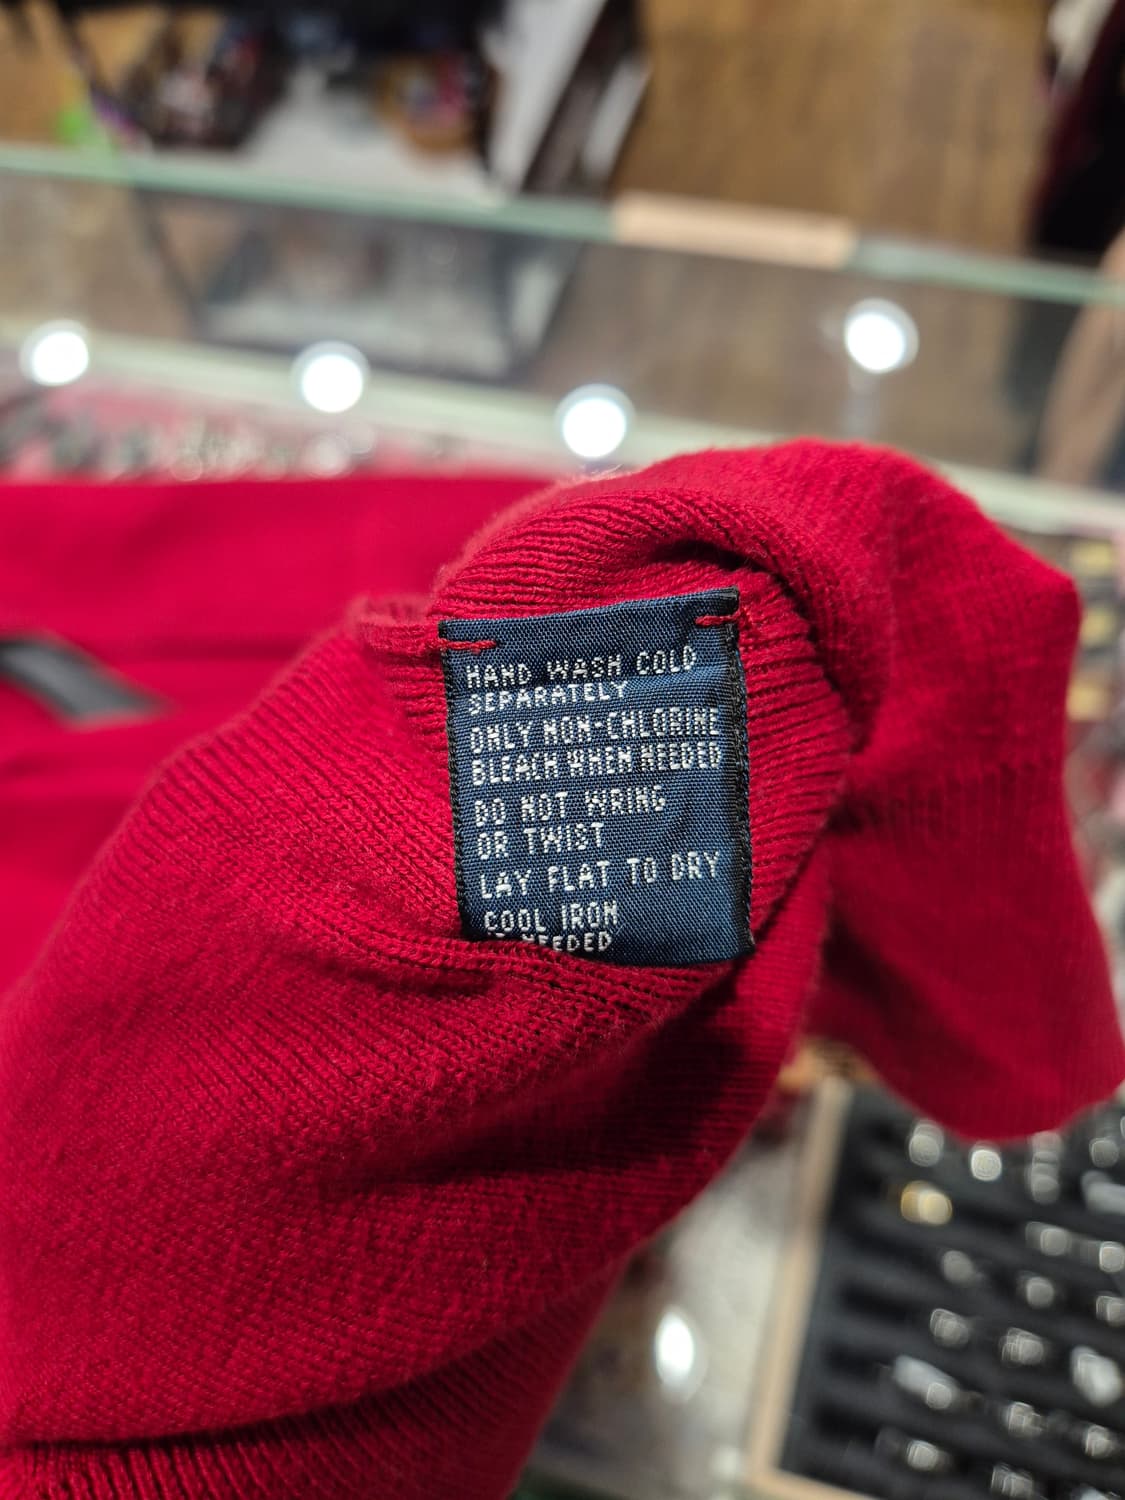 HAND WASH COLD
SEPARATELY
ONLY NON-CHLORINE
BLEACH WHEN NEEDED
DO NOT WRING
OR TWIST
LAY FLAT TO DRY
COOL IRON
NEEDED